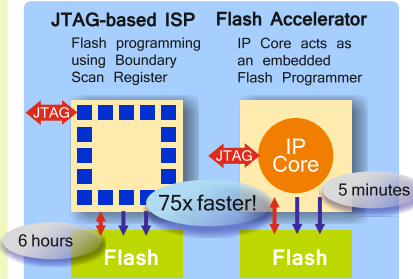 JTAG-based ISP
Flash programming
using Boundary
Scan Register
Flash Accelerator
IP Core acts as
an embedded
Flash Programmer
JTAG
JTAG
IP
Core
75x faster!
5 minutes
6 hours
Flash
Flash